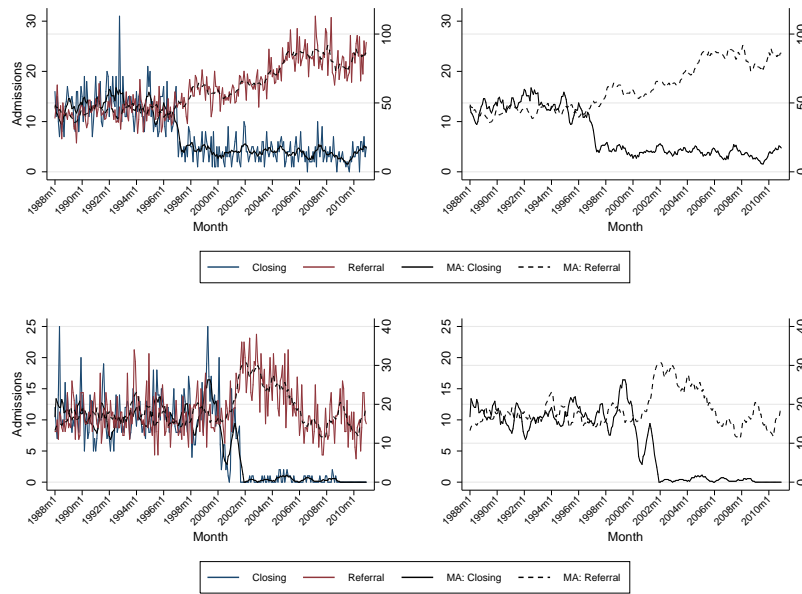 30
20
10
0
Admissions
100
50
0
1988m1
1990m1
1992m1
1994m1
1996m1
1998m1
2000m1
2002m1
2004m1
2006m1
2008m1
2010m1
Month
30
20
10
0
100
50
0
1988m1
1990m1
1992m1
1994m1
1996m1
1998m1
2000m1
2002m1
2004m1
2006m1
2008m1
2010m1
Month
Closing Referral MA: Closing MA: Referral
25
20
15
10
5
0
Admissions
40
30
20
10
0
1988m1
1990m1
1992m1
1994m1
1996m1
1998m1
2000m1
2002m1
2004m1
2006m1
2008m1
2010m1
Month
25
20
15
10
5
0
40
30
20
10
0
1988m1
1990m1
1992m1
1994m1
1996m1
1998m1
2000m1
2002m1
2004m1
2006m1
2008m1
2010m1
Month
Closing Referral MA: Closing MA: Referral